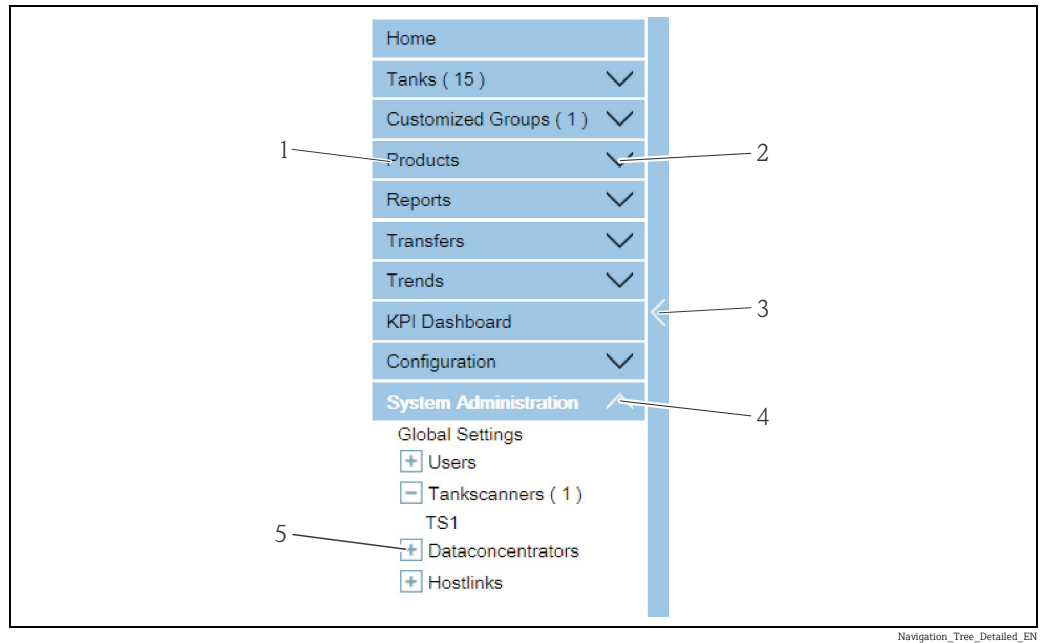 Home
Tanks ( 15 )
Customized Groups ( 1 )
1
Products
2
Reports
Transfers
Trends
3
KPI Dashboard
Configuration
System Administration
4
Global Settings
Users
Tankscanners ( 1 )
TS1
5
Dataconcentrators
Hostlinks
Navigation_Tree_Detailed_EN